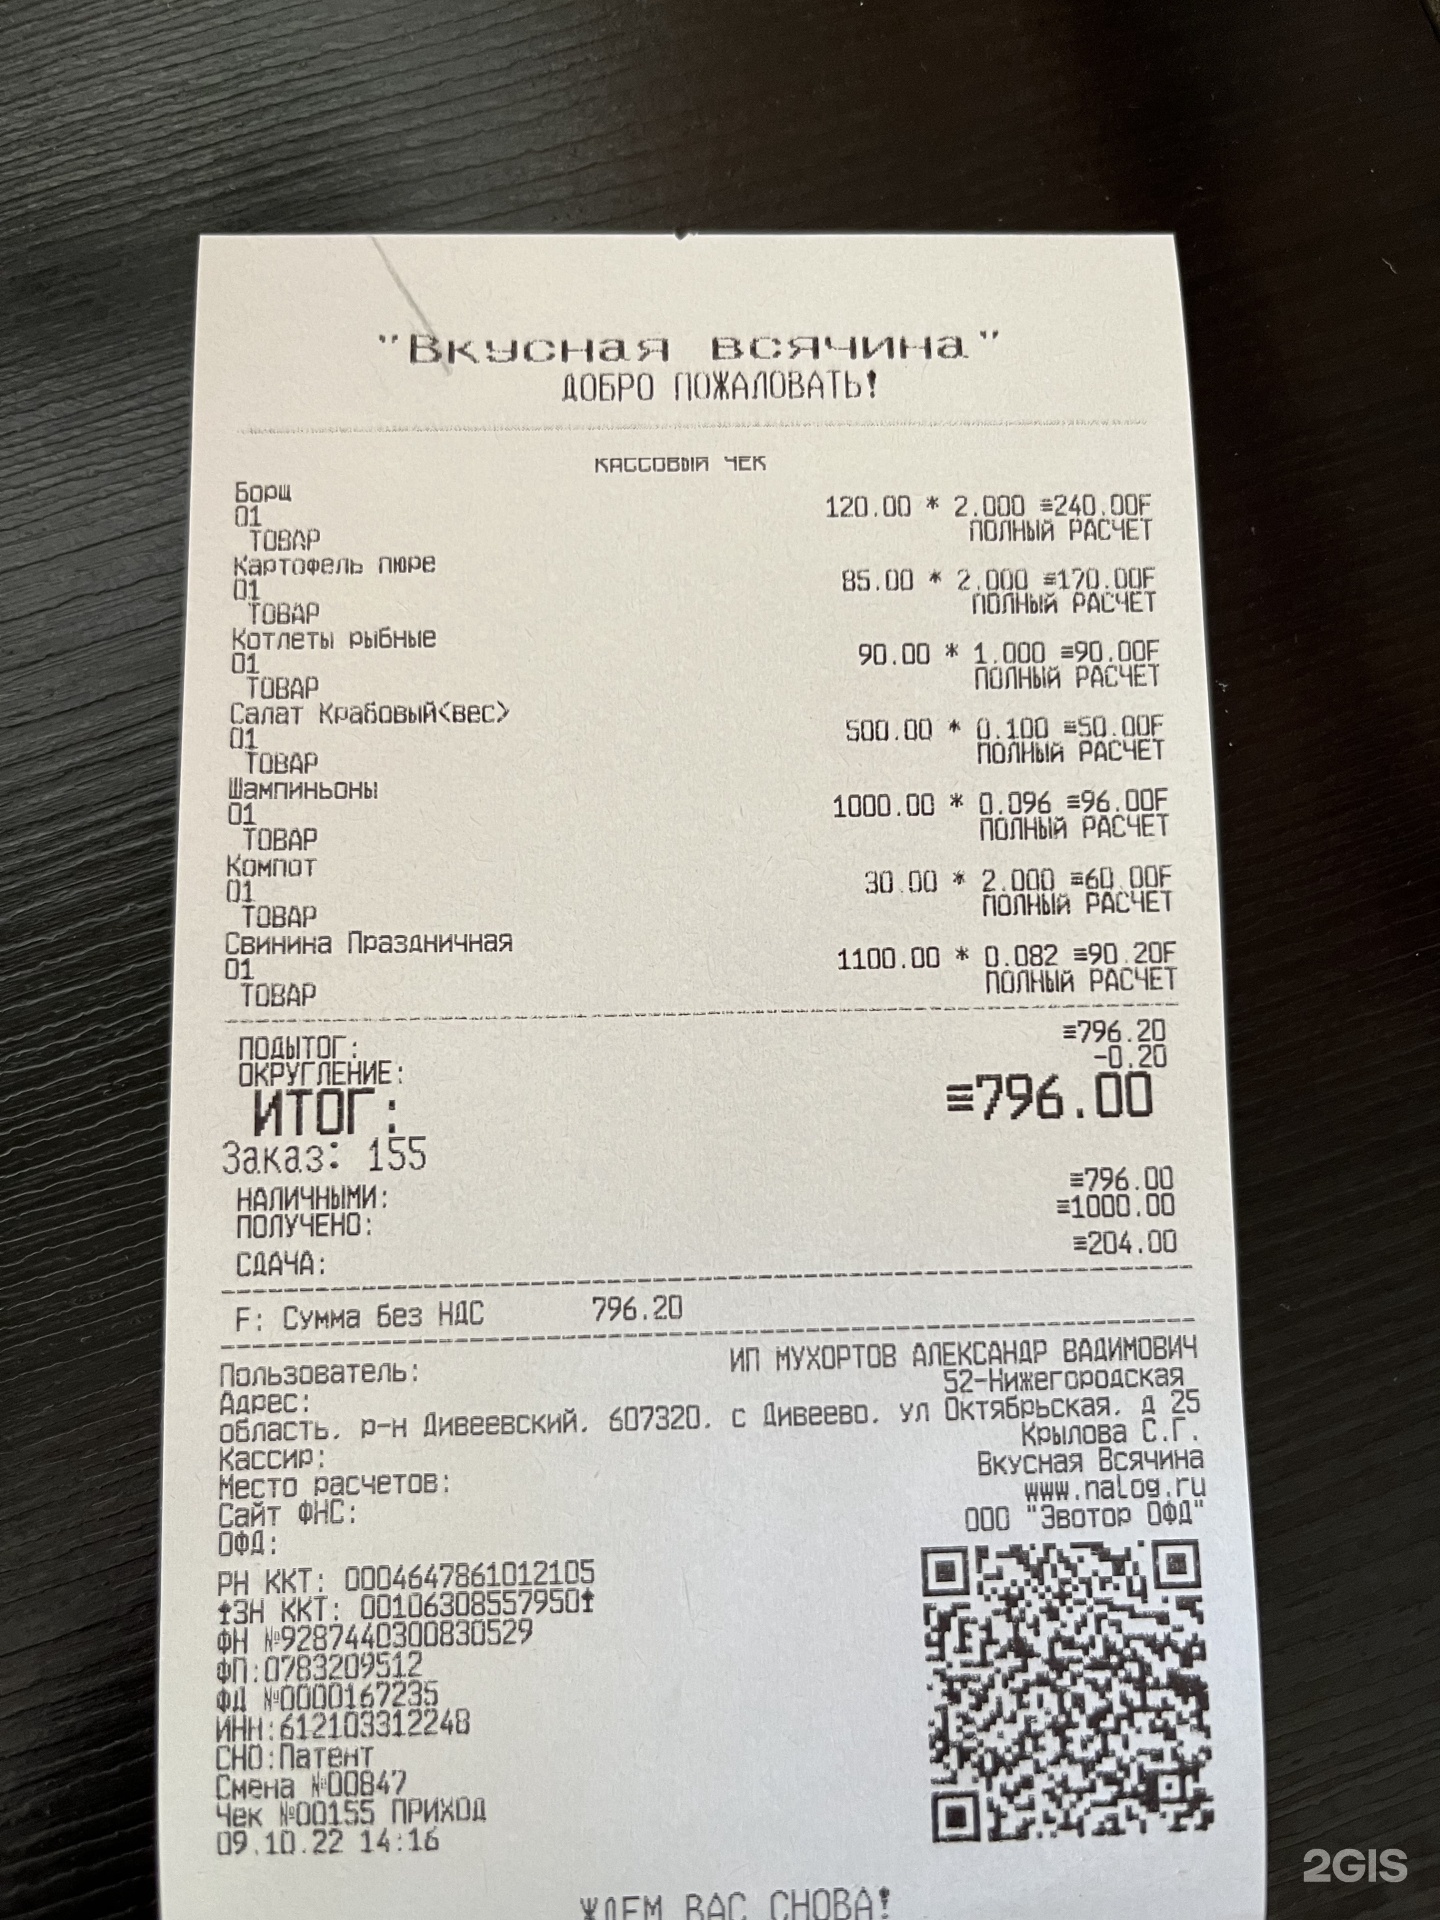 "Вкусная всячина"
ДОБРО ПОЖАЛОВАТЬ!
КАССОВЫЙ ЧЕК
Борщ
01 120.00 * 2.000 ≡240.00F
ТОВАР ПОЛНЫЙ РАСЧЕТ
Картофель пюре
01 85.00 * 2.000 ≡170.00F
ТОВАР ПОЛНЫЙ РАСЧЕТ
Котлеты рыбные
01 90.00 * 1.000 ≡90.00F
ТОВАР ПОЛНЫЙ РАСЧЕТ
Салат Крабовый<вес>
01 500.00 * 0.100 ≡50.00F
ТОВАР ПОЛНЫЙ РАСЧЕТ
Шампиньоны
01 1000.00 * 0.096 ≡96.00F
ТОВАР ПОЛНЫЙ РАСЧЕТ
Компот
01 30.00 * 2.000 ≡60.00F
ТОВАР ПОЛНЫЙ РАСЧЕТ
Свинина Праздничная
01 1100.00 * 0.082 ≡90.20F
ТОВАР ПОЛНЫЙ РАСЧЕТ
ПОДЫТОГ: ≡796.20
ОКРУГЛЕНИЕ: -0.20
ИТОГ: ≡796.00
Заказ: 155
НАЛИЧНЫМИ: ≡796.00
ПОЛУЧЕНО: ≡1000.00
СДАЧА: ≡204.00
F: Сумма без НДС 796.20
Пользователь: ИП МУХОРТОВ АЛЕКСАНДР ВАДИМОВИЧ
Адрес: 52-Нижегородская
область, р-н Дивеевский, 607320, с Дивеево, ул Октябрьская, д 25
Кассир: Крылова С.Г.
Место расчетов: Вкусная Всячина
Сайт ФНС: www.nalog.ru
ОФД: ООО "Эвотор ОФД"
РН ККТ: 0004647861012105
↑ЗН ККТ: 00106308557950↑
ФН №9287440300830529
ФП:0783209512
ФД №0000167235
ИНН:612103312248
СНО:Патент
Смена №00847
Чек №00155 ПРИХОД
09.10.22 14:16
ЖДЕМ ВАС СНОВА!
2GIS